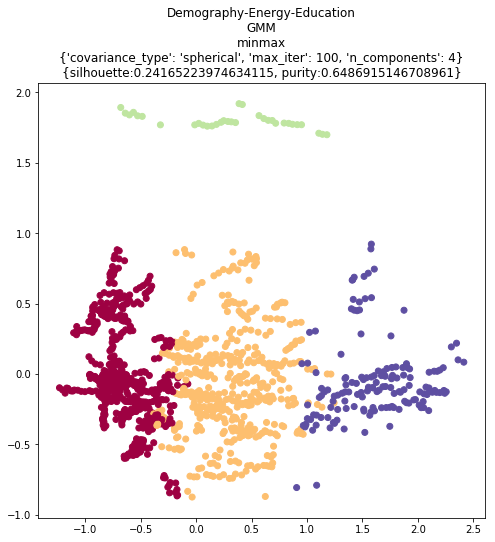 Demography-Energy-Education
GMM
minmax
{'covariance_type': 'spherical', 'max_iter': 100, 'n_components': 4}
{silhouette:0.24165223974634115, purity:0.6486915146708961}
2.0
1.5
1.0
0.5
0.0
−0.5
−1.0
−1.0 −0.5 0.0 0.5 1.0 1.5 2.0 2.5